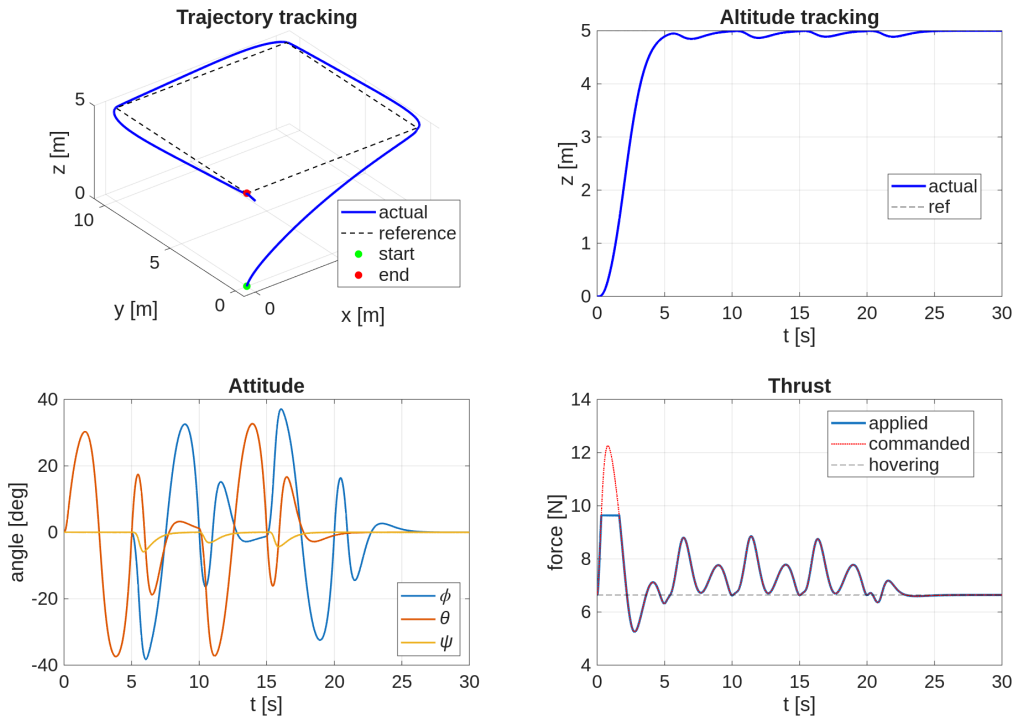 Trajectory tracking
5
0
z [m]
10
5
0
y [m]
0
x [m]
actual
reference
start
end
Altitude tracking
5
4
3
2
1
0
z [m]
0 5 10 15 20 25 30
t [s]
actual
ref
Attitude
40
20
0
-20
-40
angle [deg]
0 5 10 15 20 25 30
t [s]
ϕ
θ
ψ
Thrust
14
12
10
8
6
4
force [N]
0 5 10 15 20 25 30
t [s]
applied
commanded
hovering